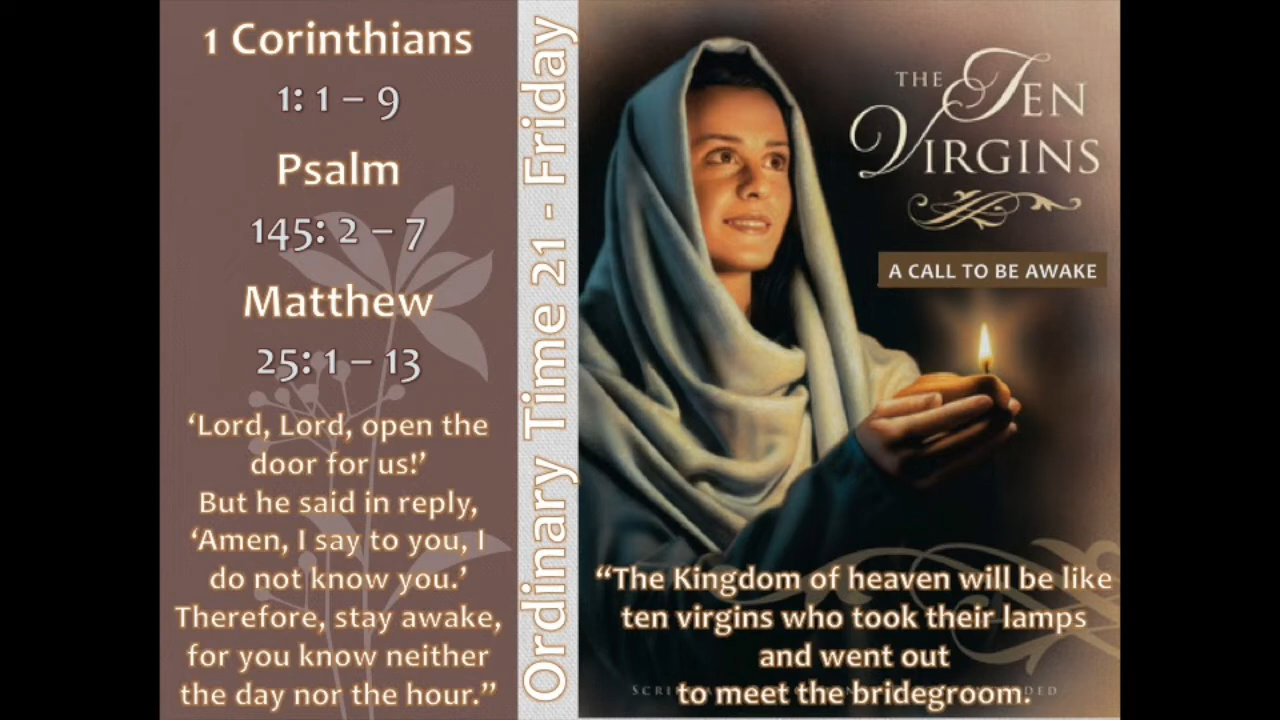 1 Corinthians
1: 1 – 9
Psalm
145: 2 – 7
Matthew
25: 1 – 13
‘Lord, Lord, open the
door for us!’
But he said in reply,
‘Amen, I say to you, I
do not know you.’
Therefore, stay awake,
for you know neither
the day nor the hour.”
Ordinary Time 21 - Friday
THE TEN
VIRGINS
A CALL TO BE AWAKE
“The Kingdom of heaven will be like
ten virgins who took their lamps
and went out
to meet the bridegroom.